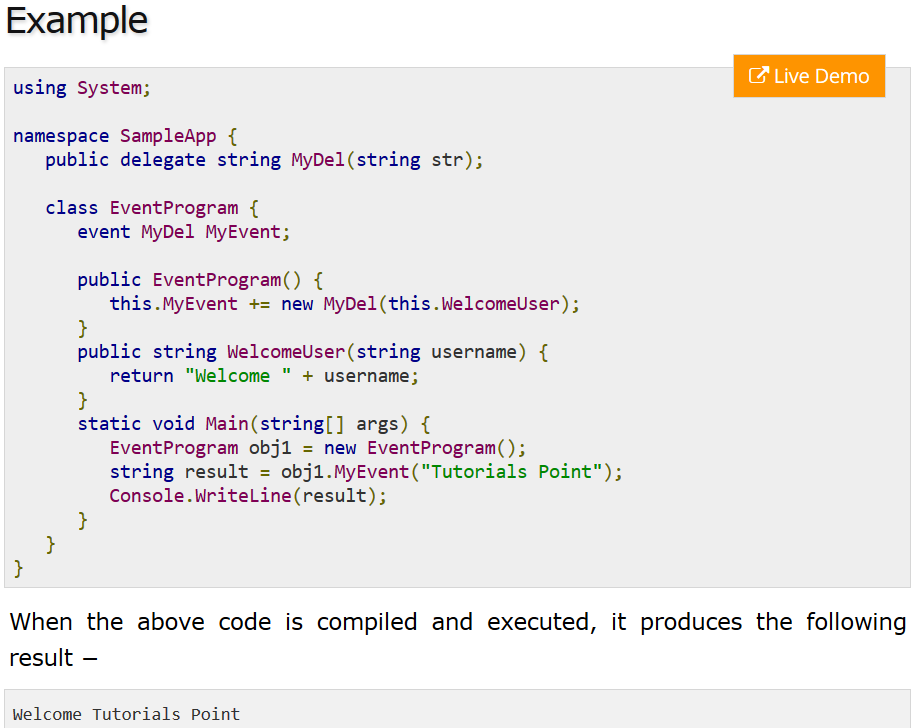 Example
Live Demo
using System;
namespace SampleApp {
   public delegate string MyDel(string str);
   class EventProgram {
      event MyDel MyEvent;
      public EventProgram() {
         this.MyEvent += new MyDel(this.WelcomeUser);
      }
      public string WelcomeUser(string username) {
         return "Welcome " + username;
      }
      static void Main(string[] args) {
         EventProgram obj1 = new EventProgram();
         string result = obj1.MyEvent("Tutorials Point");
         Console.WriteLine(result);
      }
   }
}
When the above code is compiled and executed, it produces the following
result −
Welcome Tutorials Point